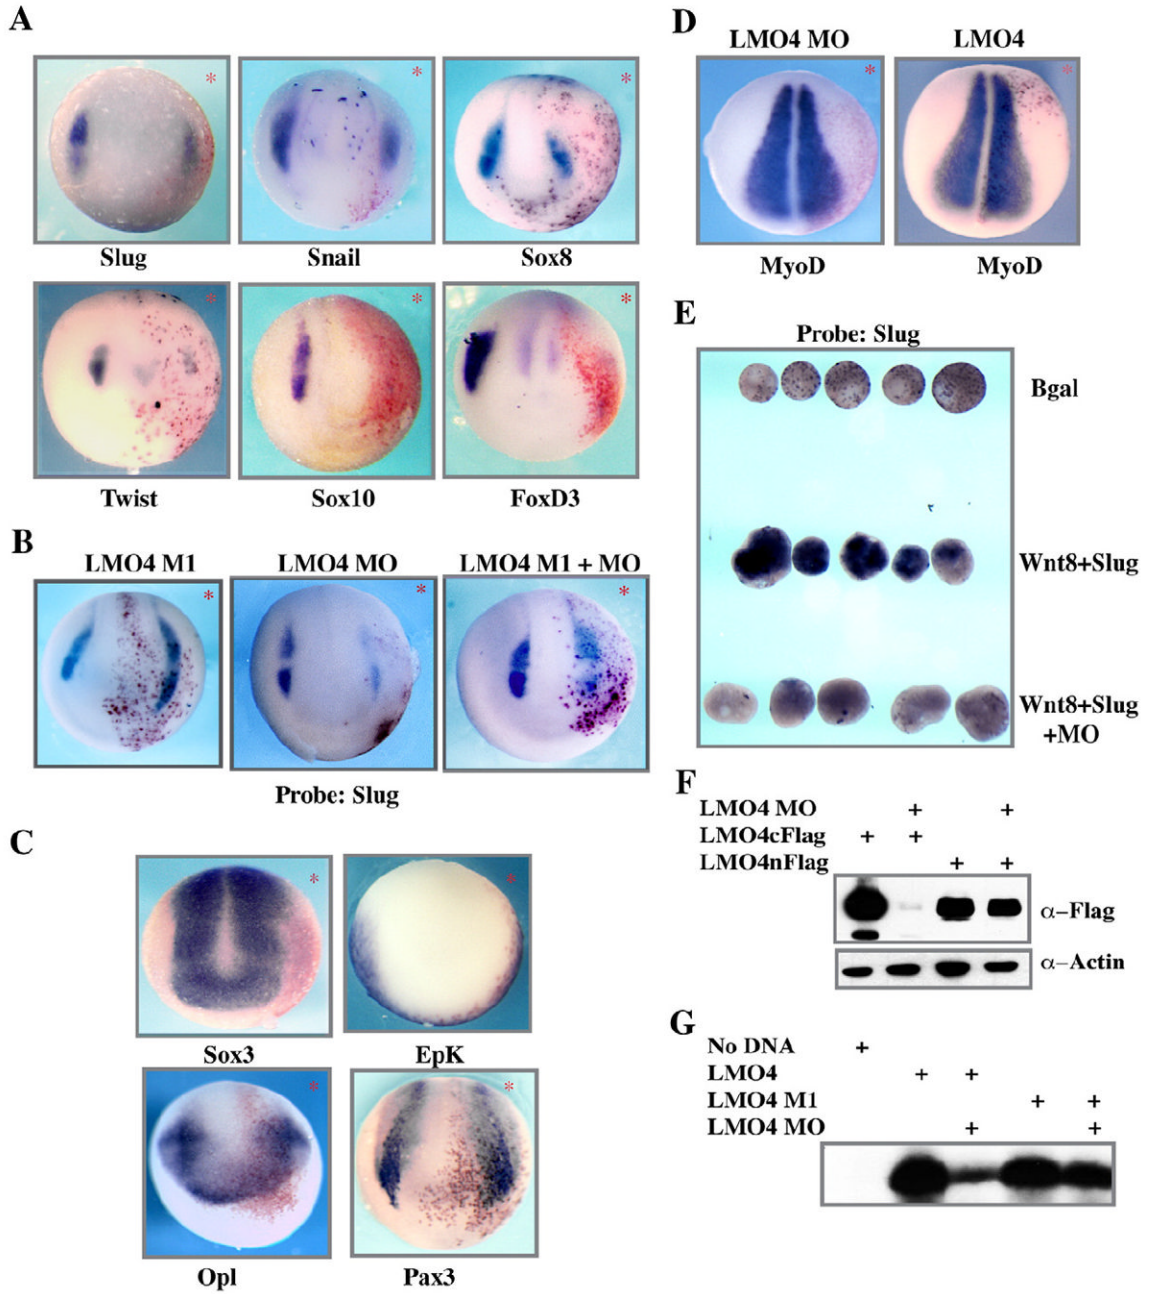 A
*
*
*
Slug
Snail
Sox8
*
*
*
Twist
Sox10
FoxD3
B
LMO4 M1
LMO4 MO
LMO4 M1 + MO
*
*
*
Probe: Slug
C
*
*
Sox3
EpK
*
*
Opl
Pax3
D
LMO4 MO
LMO4
*
*
MyoD
MyoD
E
Probe: Slug
Bgal
Wnt8+Slug
Wnt8+Slug
+MO
F
LMO4 MO + +
LMO4cFlag + +
LMO4nFlag + +
α–Flag
α–Actin
G
No DNA +
LMO4 + +
LMO4 M1 + +
LMO4 MO + +